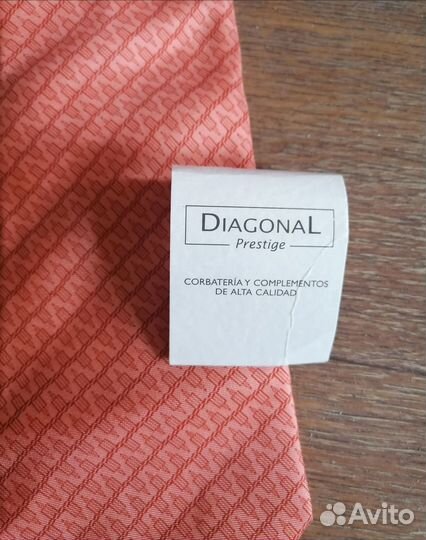 DIAGONAL
Prestige
CORBATERÍA Y COMPLEMENTOS
DE ALTA CALIDAD
Avito